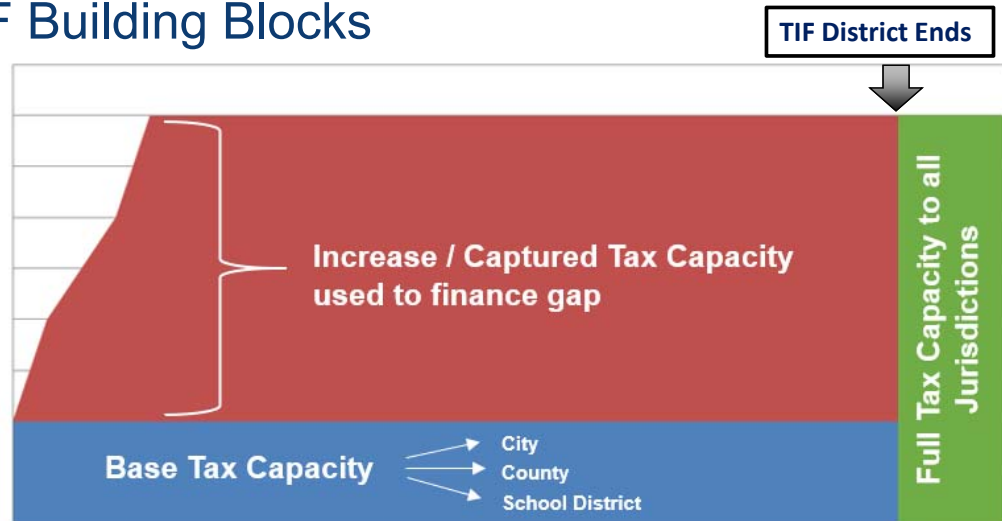 F Building Blocks
TIF District Ends
Increase / Captured Tax Capacity
used to finance gap
Full Tax Capacity to all
Jurisdictions
Base Tax Capacity
City
County
School District